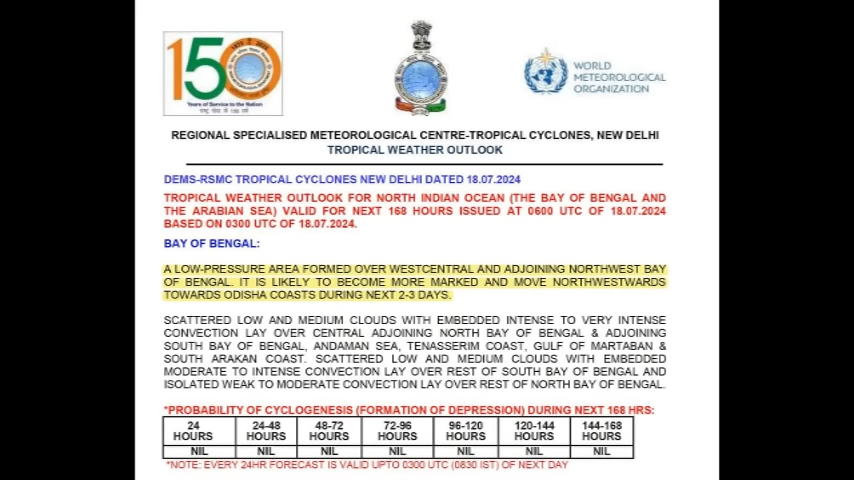 150
Years of Service to the Nation
WORLD
METEOROLOGICAL
ORGANIZATION
REGIONAL SPECIALISED METEOROLOGICAL CENTRE-TROPICAL CYCLONES, NEW DELHI
TROPICAL WEATHER OUTLOOK
DEMS-RSMC TROPICAL CYCLONES NEW DELHI DATED 18.07.2024
TROPICAL WEATHER OUTLOOK FOR NORTH INDIAN OCEAN (THE BAY OF BENGAL AND
THE ARABIAN SEA) VALID FOR NEXT 168 HOURS ISSUED AT 0600 UTC OF 18.07.2024
BASED ON 0300 UTC OF 18.07.2024.
BAY OF BENGAL:
A LOW-PRESSURE AREA FORMED OVER WESTCENTRAL AND ADJOINING NORTHWEST BAY
OF BENGAL. IT IS LIKELY TO BECOME MORE MARKED AND MOVE NORTHWESTWARDS
TOWARDS ODISHA COASTS DURING NEXT 2-3 DAYS.
SCATTERED LOW AND MEDIUM CLOUDS WITH EMBEDDED INTENSE TO VERY INTENSE
CONVECTION LAY OVER CENTRAL ADJOINING NORTH BAY OF BENGAL & ADJOINING
SOUTH BAY OF BENGAL, ANDAMAN SEA, TENASSERIM COAST, GULF OF MARTABAN &
SOUTH ARAKAN COAST. SCATTERED LOW AND MEDIUM CLOUDS WITH EMBEDDED
MODERATE TO INTENSE CONVECTION LAY OVER REST OF SOUTH BAY OF BENGAL AND
ISOLATED WEAK TO MODERATE CONVECTION LAY OVER REST OF NORTH BAY OF BENGAL.
*PROBABILITY OF CYCLOGENESIS (FORMATION OF DEPRESSION) DURING NEXT 168 HRS:
24 HOURS 24-48 HOURS 48-72 HOURS 72-96 HOURS 96-120 HOURS 120-144 HOURS 144-168 HOURS
NIL NIL NIL NIL NIL NIL NIL
*NOTE: EVERY 24HR FORECAST IS VALID UPTO 0300 UTC (0830 IST) OF NEXT DAY